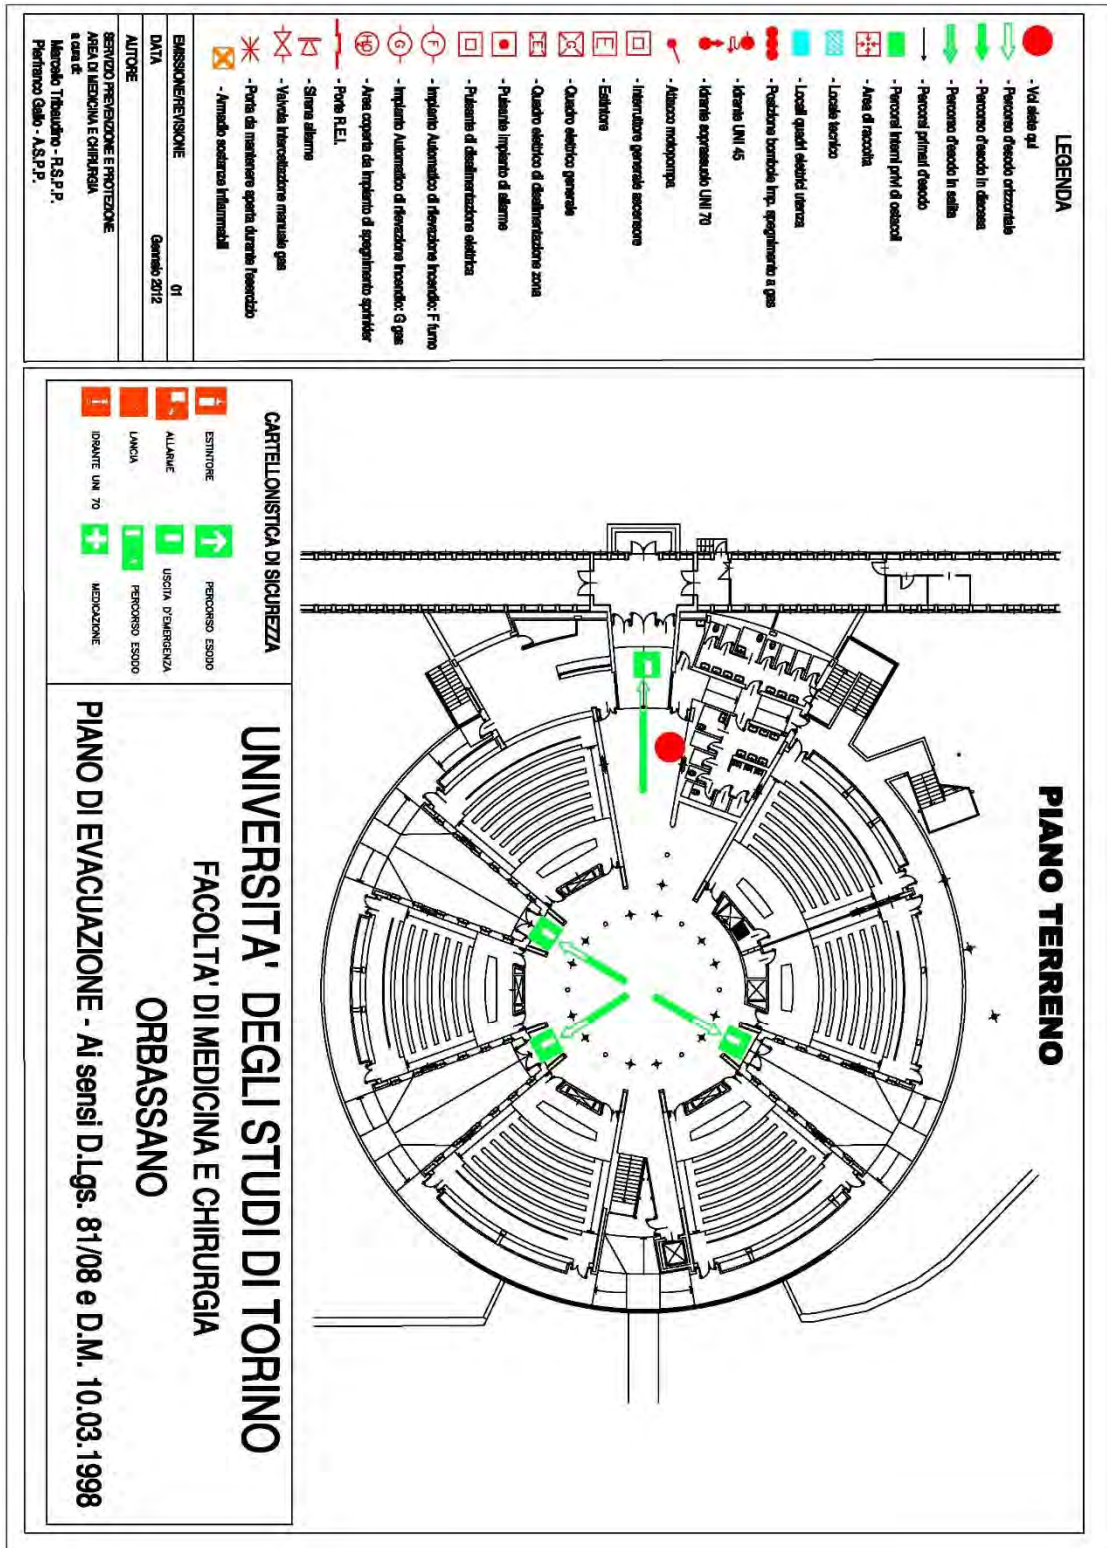 LEGENDA
- Voi siete qui
- Percorso d'esodo orizzontale
- Percorso d'esodo in discesa
- Percorso d'esodo in salita
- Percorsi primari d'esodo
- Percorsi interni privi di ostacoli
- Area di raccolta
- Locale tecnico
- Locali quadri elettrici utenza
- Postazione bombole imp. spegnimento a gas
- Idrante UNI 45
- Idrante soprassuolo UNI 70
- Attacco motopompa
- Interruttore generale ascensore
- Estintore
- Quadro elettrico generale
- Quadro elettrico di disalimentazione zona
- Pulsante impianto di allarme
- Pulsante di disalimentazione elettrica
- Impianto Automatico di rilevazione incendio: F fumo
- Impianto Automatico di rilevazione incendio: G gas
- Area coperta da impianto di spegnimento sprinkler
- Porte R.E.I.
- Sirena allarme
- Valvola intercettazione manuale gas
- Porte da mantenere aperta durante l'esercizio
- Armadio sostanze infiammabili
EMISSIONE/REVISIONE 01
DATA Gennaio 2012
AUTORE
SERVIZIO PREVENZIONE E PROTEZIONE
AREA DI MEDICINA E CHIRURGIA
a cura di:
Marcello Tribaudino - R.S.P.P.
Pierfranco Gallo - A.S.P.P.
PIANO TERRENO
CARTELLONISTICA DI SICUREZZA
ESTINTORE
PERCORSO ESODO
ALLARME
USCITA D'EMERGENZA
LANCIA
PERCORSO ESODO
IDRANTE UNI 70
MEDICAZIONE
UNIVERSITA' DEGLI STUDI DI TORINO
FACOLTA' DI MEDICINA E CHIRURGIA
ORBASSANO
PIANO DI EVACUAZIONE - Ai sensi D.Lgs. 81/08 e D.M. 10.03.1998